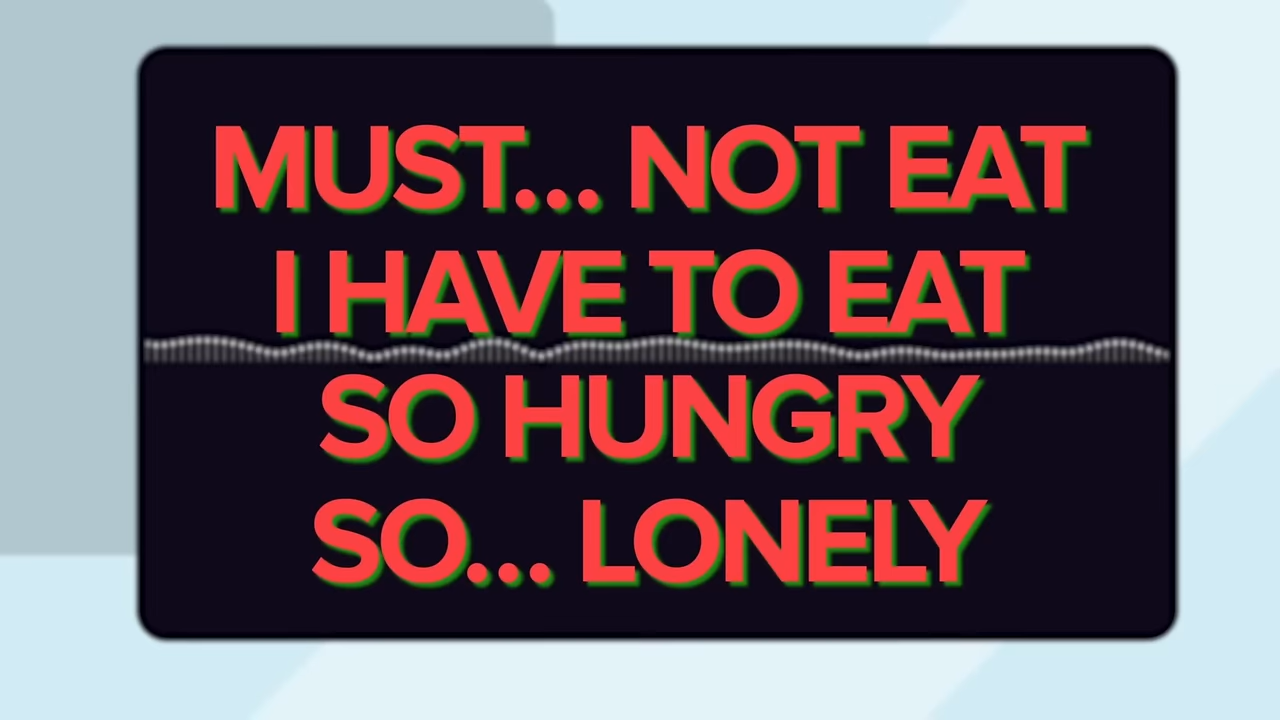 MUST... NOT EAT
I HAVE TO EAT
SO HUNGRY
SO... LONELY